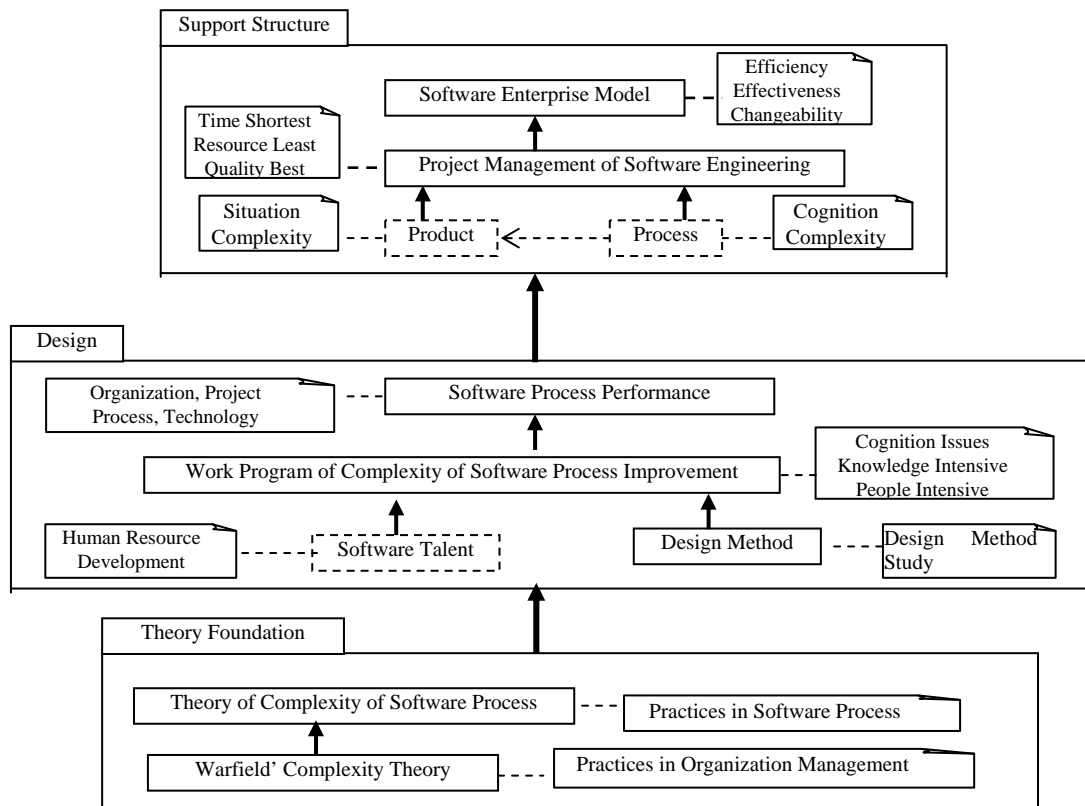 Support Structure
Efficiency
Effectiveness
Changeability
Software Enterprise Model
Time Shortest
Resource Least
Quality Best
Project Management of Software Engineering
Situation
Complexity
Product
Process
Cognition
Complexity
Design
Organization, Project
Process, Technology
Software Process Performance
Cognition Issues
Knowledge Intensive
People Intensive
Work Program of Complexity of Software Process Improvement
Human Resource
Development
Software Talent
Design Method
Design Method
Study
Theory Foundation
Theory of Complexity of Software Process
Practices in Software Process
Warfield’ Complexity Theory
Practices in Organization Management